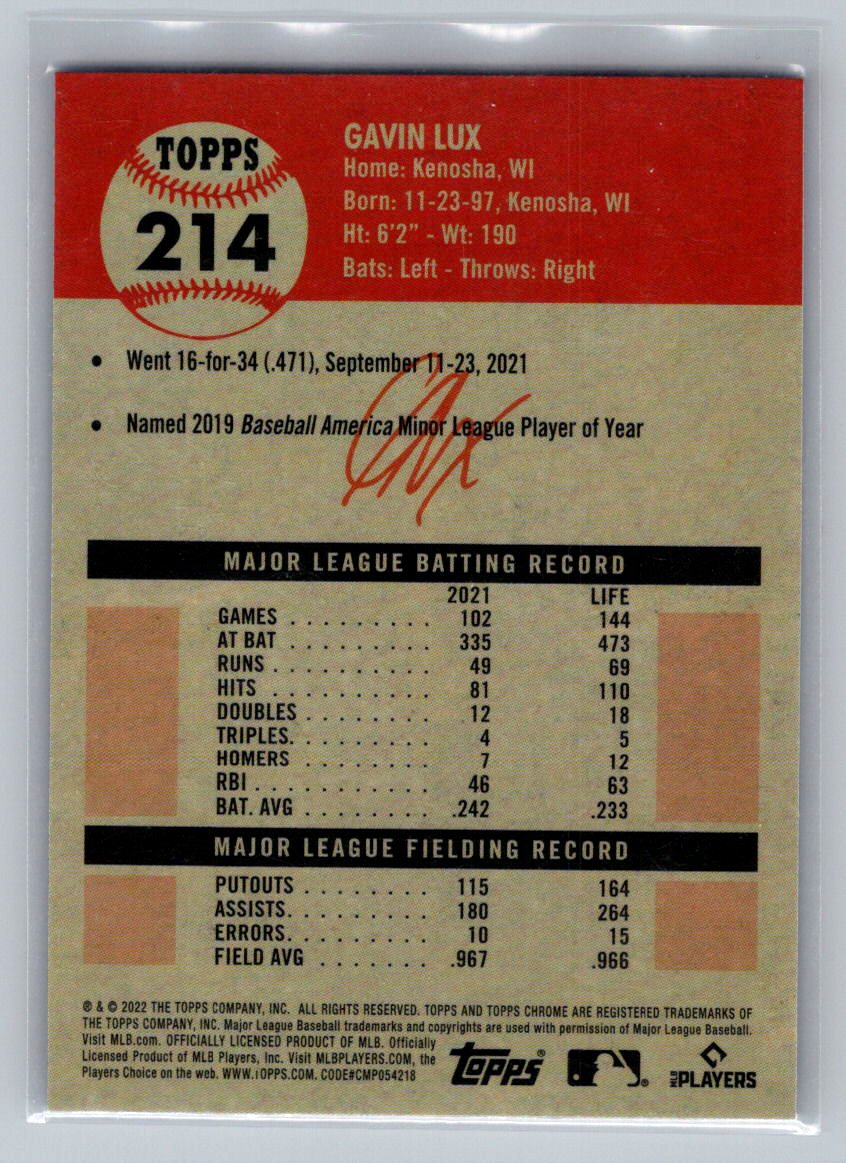 TOPPS
214
GAVIN LUX
Home: Kenosha, WI
Born: 11-23-97, Kenosha, WI
Ht: 6'2" - Wt: 190
Bats: Left - Throws: Right
• Went 16-for-34 (.471), September 11-23, 2021
• Named 2019 Baseball America Minor League Player of Year
MAJOR LEAGUE BATTING RECORD
2021 LIFE
GAMES . . . . . . . . . 102 144
AT BAT . . . . . . . . . 335 473
RUNS . . . . . . . . . . 49 69
HITS . . . . . . . . . . 81 110
DOUBLES . . . . . . . . 12 18
TRIPLES. . . . . . . . . 4 5
HOMERS . . . . . . . . 7 12
RBI . . . . . . . . . . . 46 63
BAT. AVG . . . . . . . . .242 .233
MAJOR LEAGUE FIELDING RECORD
PUTOUTS . . . . . . . . 115 164
ASSISTS. . . . . . . . . 180 264
ERRORS. . . . . . . . . 10 15
FIELD AVG . . . . . . . .967 .966
® & © 2022 THE TOPPS COMPANY, INC. ALL RIGHTS RESERVED. TOPPS AND TOPPS CHROME ARE REGISTERED TRADEMARKS OF
THE TOPPS COMPANY, INC. Major League Baseball trademarks and copyrights are used with permission of Major League Baseball.
Visit MLB.com. OFFICIALLY LICENSED PRODUCT OF MLB. Officially
Licensed Product of MLB Players, Inc. Visit MLBPLAYERS.COM, the
Players Choice on the web. WWW.TOPPS.COM. CODE#CMP054218
Topps® ® MLB PLAYERS